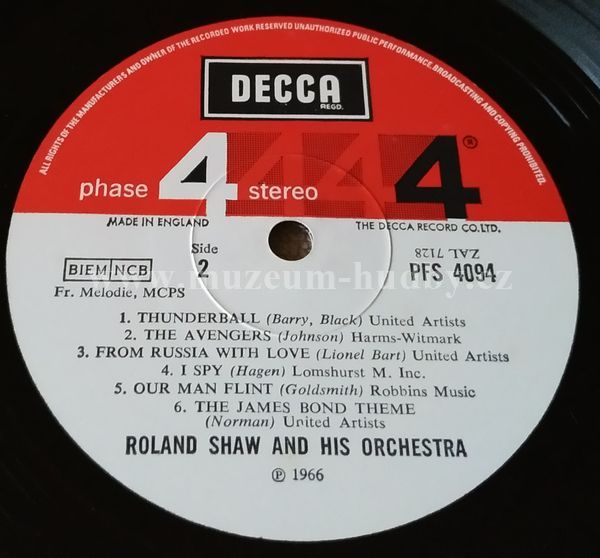 ALL RIGHTS OF THE MANUFACTURERS AND OWNER OF THE RECORDED WORK RESERVED UNAUTHORIZED PUBLIC PERFORMANCE, BROADCASTING AND COPYING PROHIBITED.
DECCA
REGD.
phase 4 stereo 4 4 4 ®
MADE IN ENGLAND THE DECCA RECORD CO. LTD.
Side
2
ZAL 7128
BIEM NCB
PFS 4094
Fr. Melodie, MCPS
www.muzeum-hudby.cz
1. THUNDERBALL (Barry, Black) United Artists
2. THE AVENGERS (Johnson) Harms-Witmark
3. FROM RUSSIA WITH LOVE (Lionel Bart) United Artists
4. I SPY (Hagen) Lomshurst M. Inc.
5. OUR MAN FLINT (Goldsmith) Robbins Music
6. THE JAMES BOND THEME
(Norman) United Artists
ROLAND SHAW AND HIS ORCHESTRA
℗ 1966